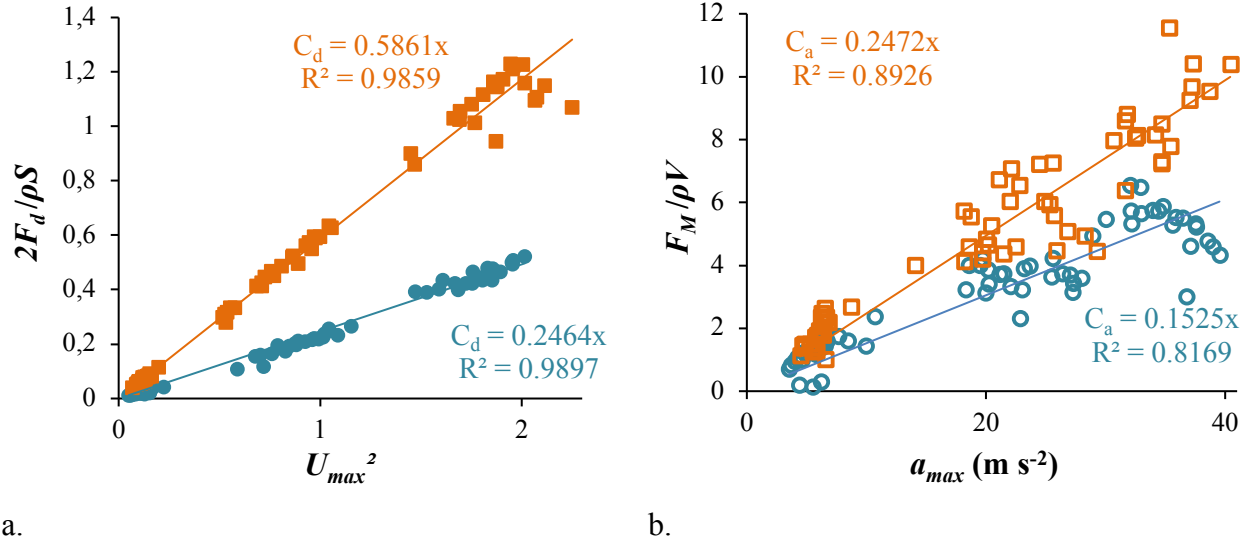 1,4
1,2
1
0,8
0,6
0,4
0,2
0
0
1
2
2F_d/ρS
U_max²
C_d = 0.5861x
R² = 0.9859
C_d = 0.2464x
R² = 0.9897
a.
12
10
8
6
4
2
0
0
20
40
F_M/ρV
a_max (m s⁻²)
C_a = 0.2472x
R² = 0.8926
C_a = 0.1525x
R² = 0.8169
b.